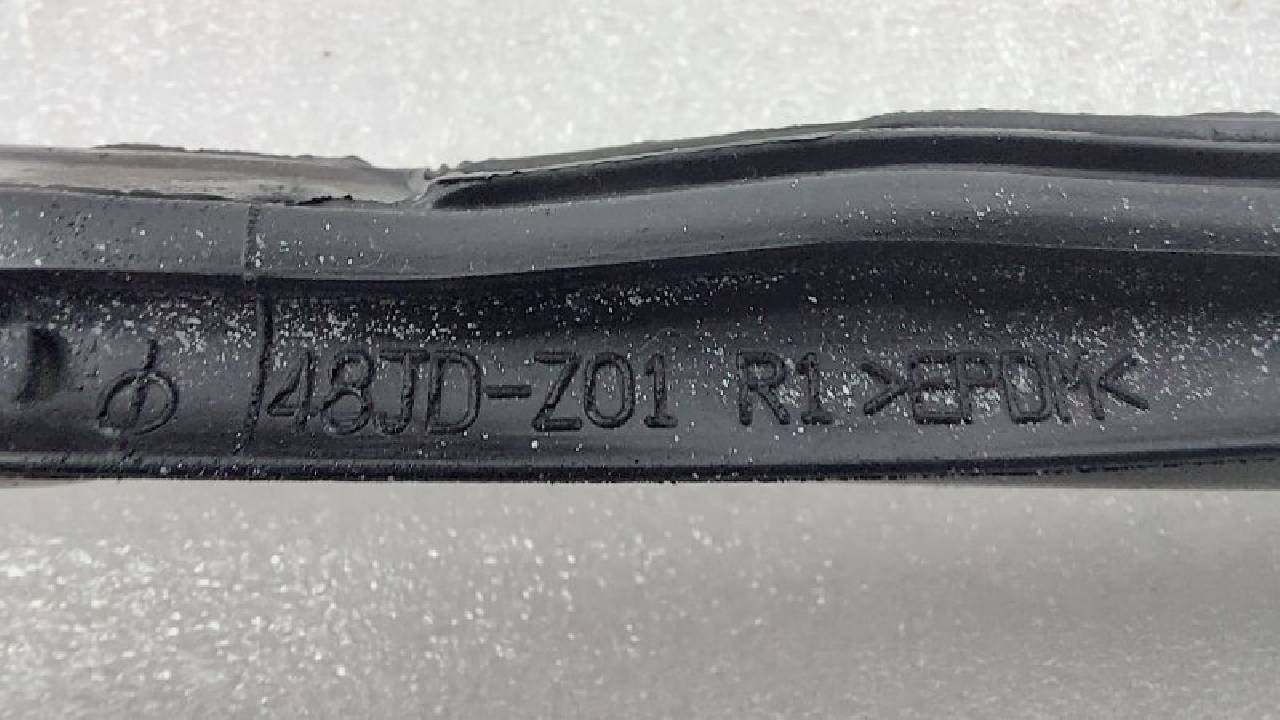 ⌽ 48JD-Z01 R1 >EPDM<